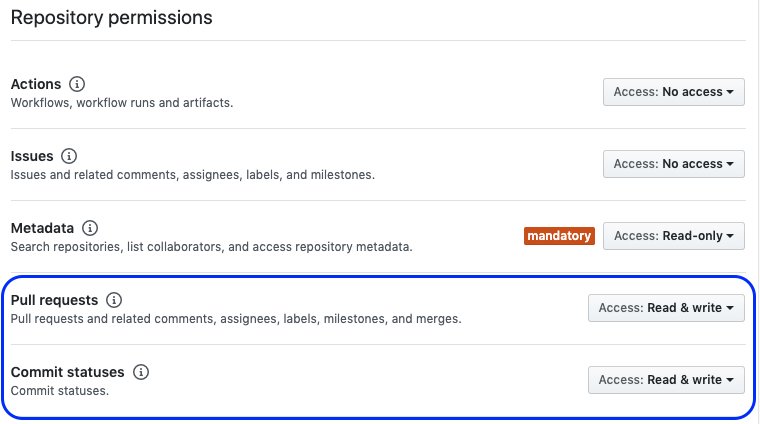 Repository permissions
Actions
Workflows, workflow runs and artifacts.
Access: No access
Issues
Issues and related comments, assignees, labels, and milestones.
Access: No access
Metadata
Search repositories, list collaborators, and access repository metadata.
mandatory
Access: Read-only
Pull requests
Pull requests and related comments, assignees, labels, milestones, and merges.
Access: Read & write
Commit statuses
Commit statuses.
Access: Read & write